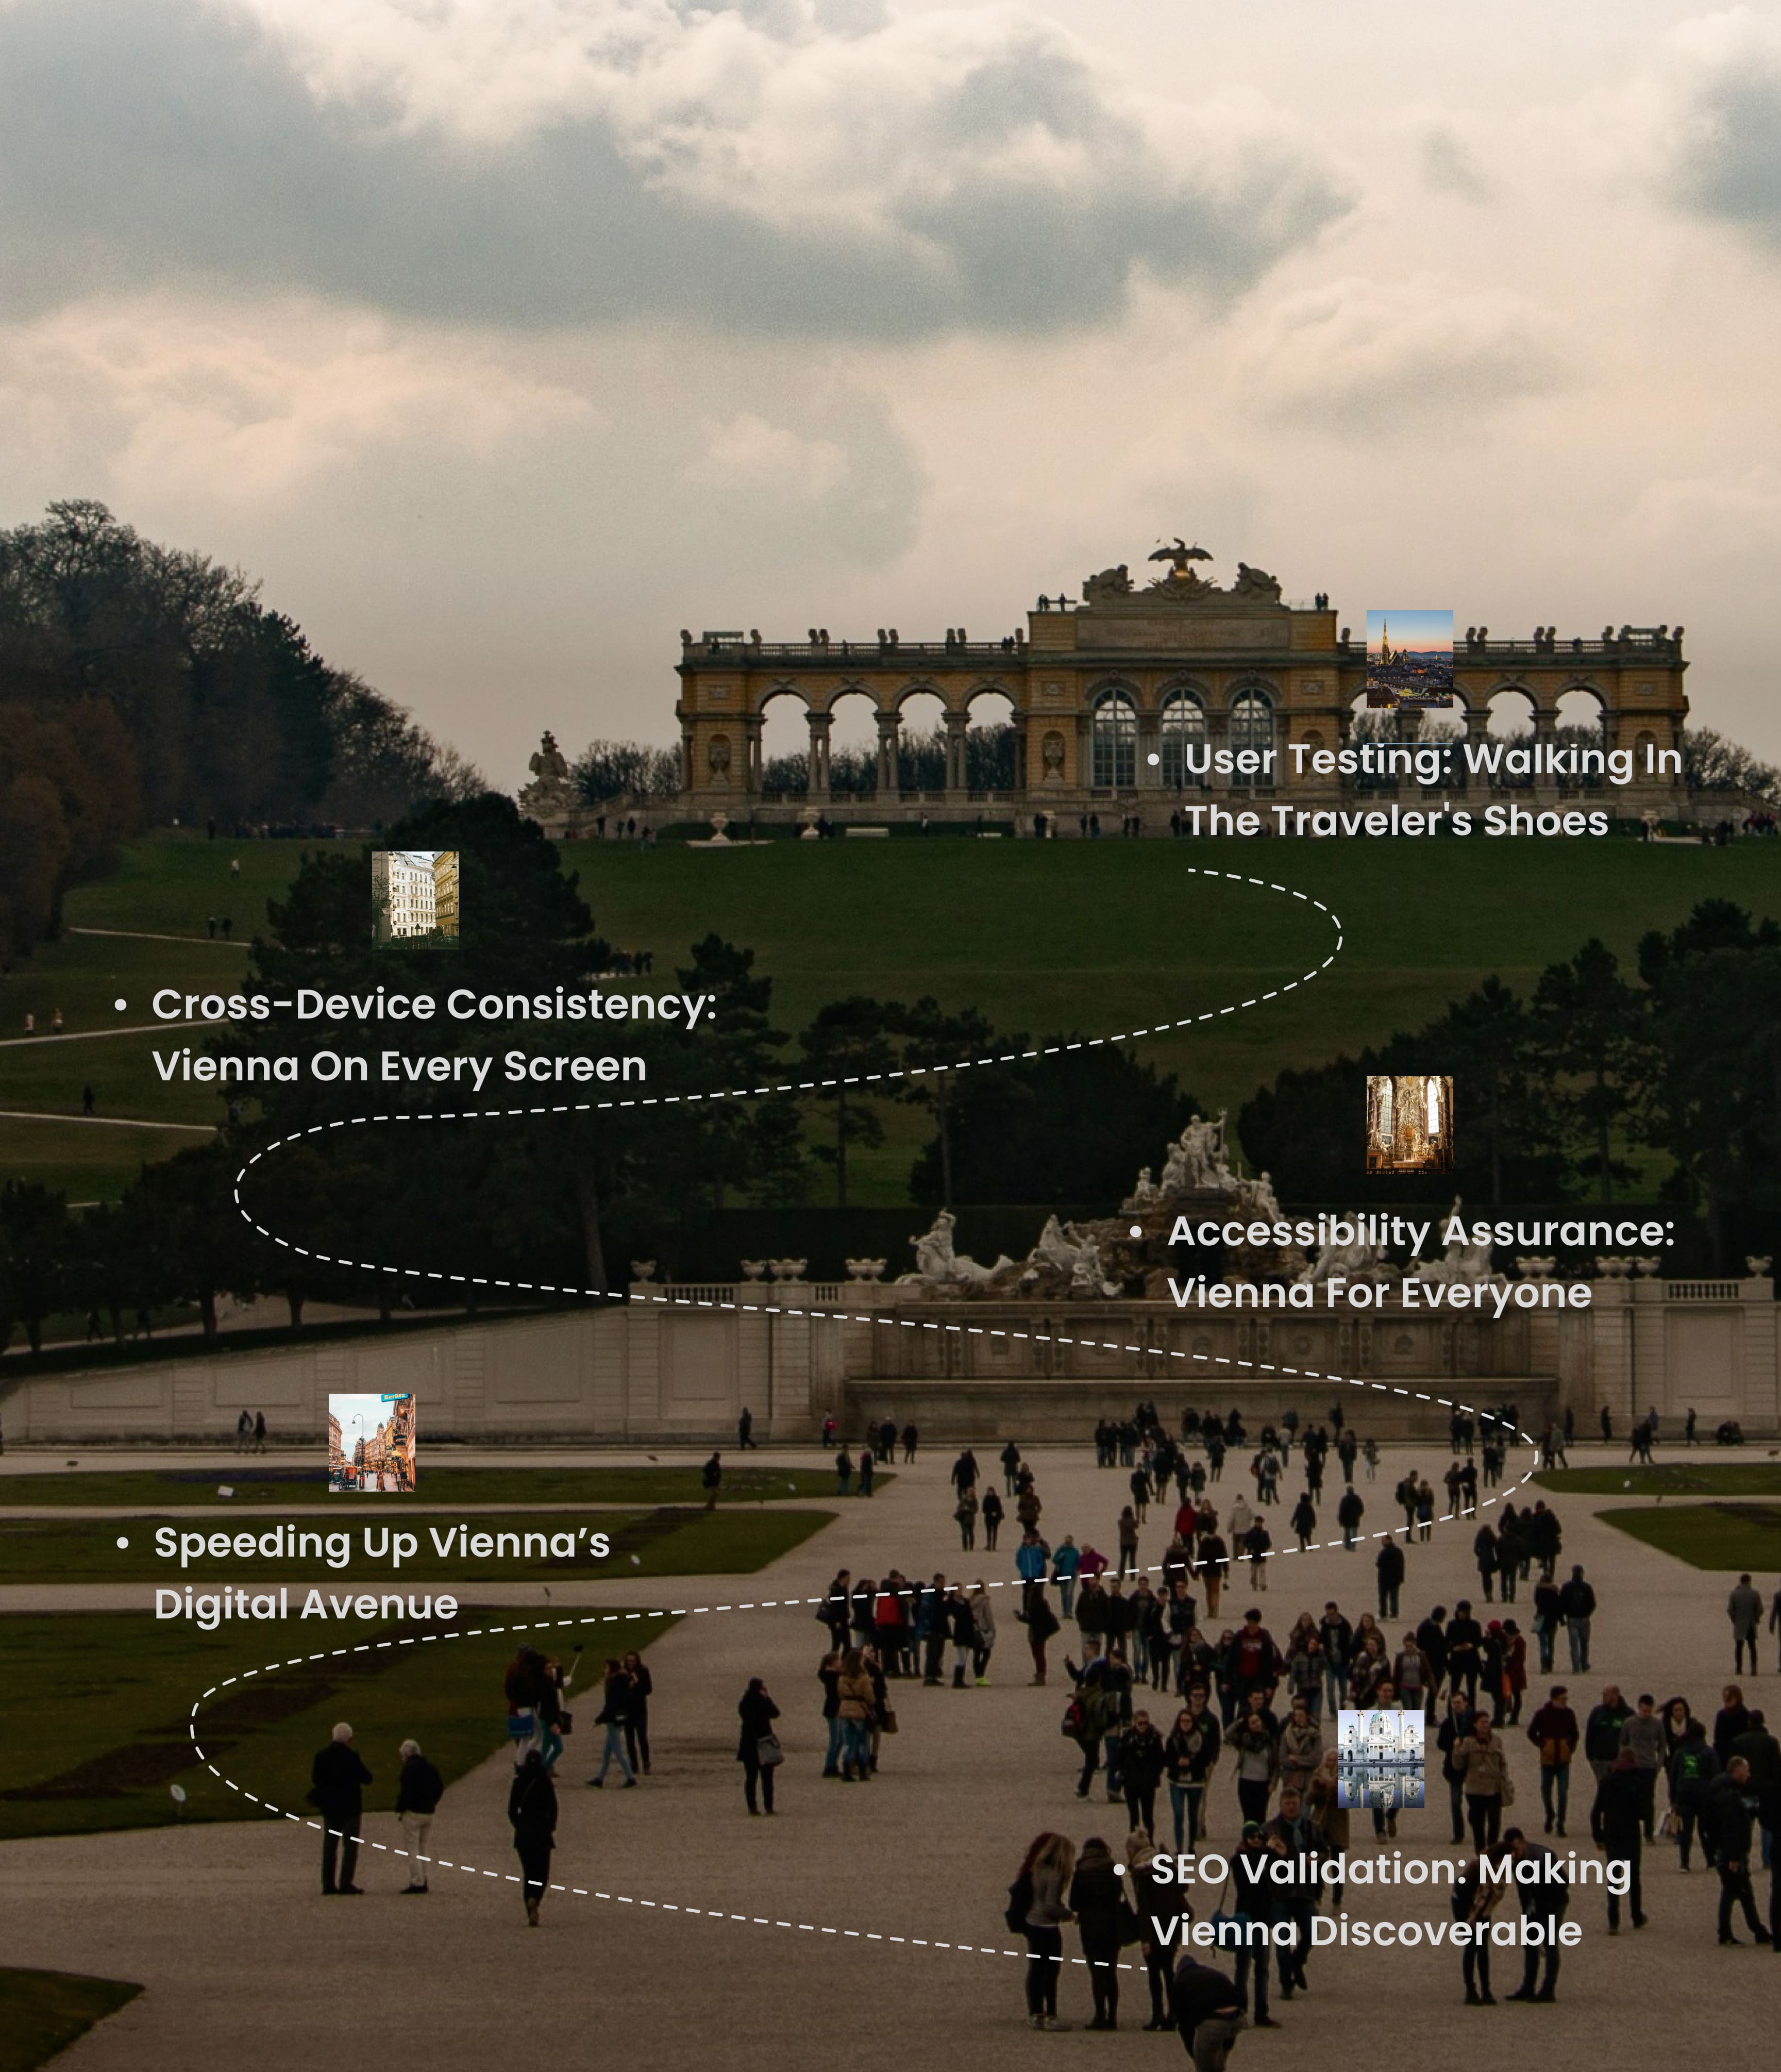 • User Testing: Walking In
The Traveler's Shoes
• Cross-Device Consistency:
Vienna On Every Screen
• Accessibility Assurance:
Vienna For Everyone
• Speeding Up Vienna’s
Digital Avenue
• SEO Validation: Making
Vienna Discoverable